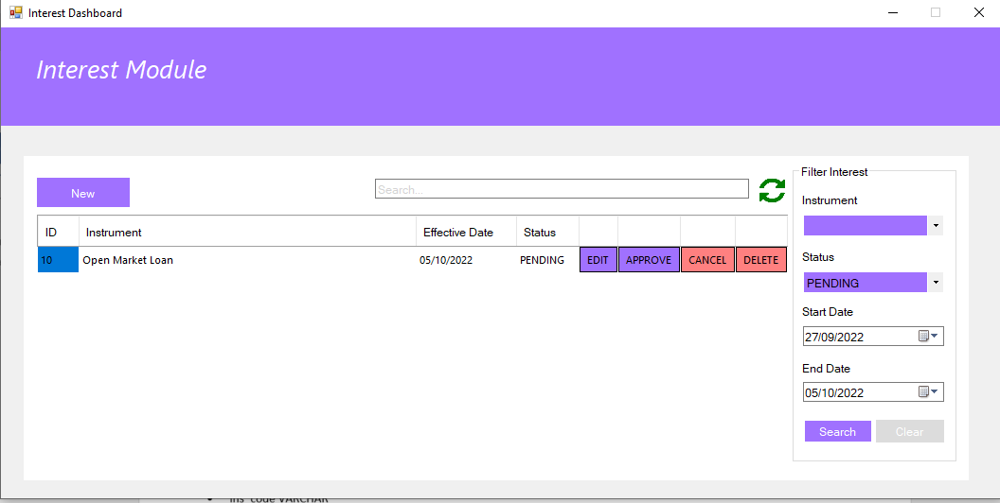 Interest Dashboard
Interest Module
New
Search...
ID Instrument Effective Date Status
10 Open Market Loan 05/10/2022 PENDING EDIT APPROVE CANCEL DELETE
Filter Interest
Instrument
Status
PENDING
Start Date
27/09/2022
End Date
05/10/2022
Search Clear
code VARCHAR